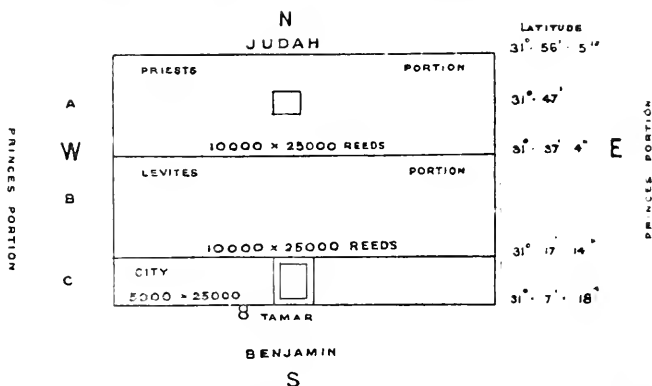 N
JUDAH
LATITUDE
31° 56' 5"
PRIESTS PORTION
A
31° 47'
PRINCES PORTION
W
10000 × 25000 REEDS
31° 37' 4"
E
PRINCES PORTION
LEVITES PORTION
B
10000 × 25000 REEDS
31° 17' 14"
CITY
C
5000 × 25000
31° 7' 18"
8 TAMAR
BENJAMIN
S